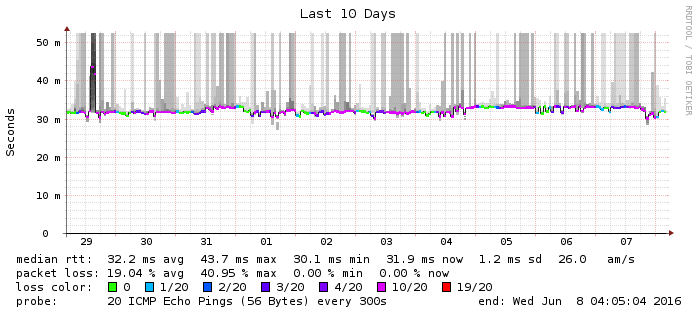 Last 10 Days
RRDTOOL / TOBI OETIKER
Seconds
50 m
40 m
30 m
20 m
10 m
0
29 30 31 01 02 03 04 05 06 07
median rtt: 32.2 ms avg 43.7 ms max 30.1 ms min 31.9 ms now 1.2 ms sd 26.0 am/s
packet loss: 19.04 % avg 40.95 % max 0.00 % min 0.00 % now
loss color: 0 1/20 2/20 3/20 4/20 10/20 19/20
probe: 20 ICMP Echo Pings (56 Bytes) every 300s end: Wed Jun 8 04:05:04 2016